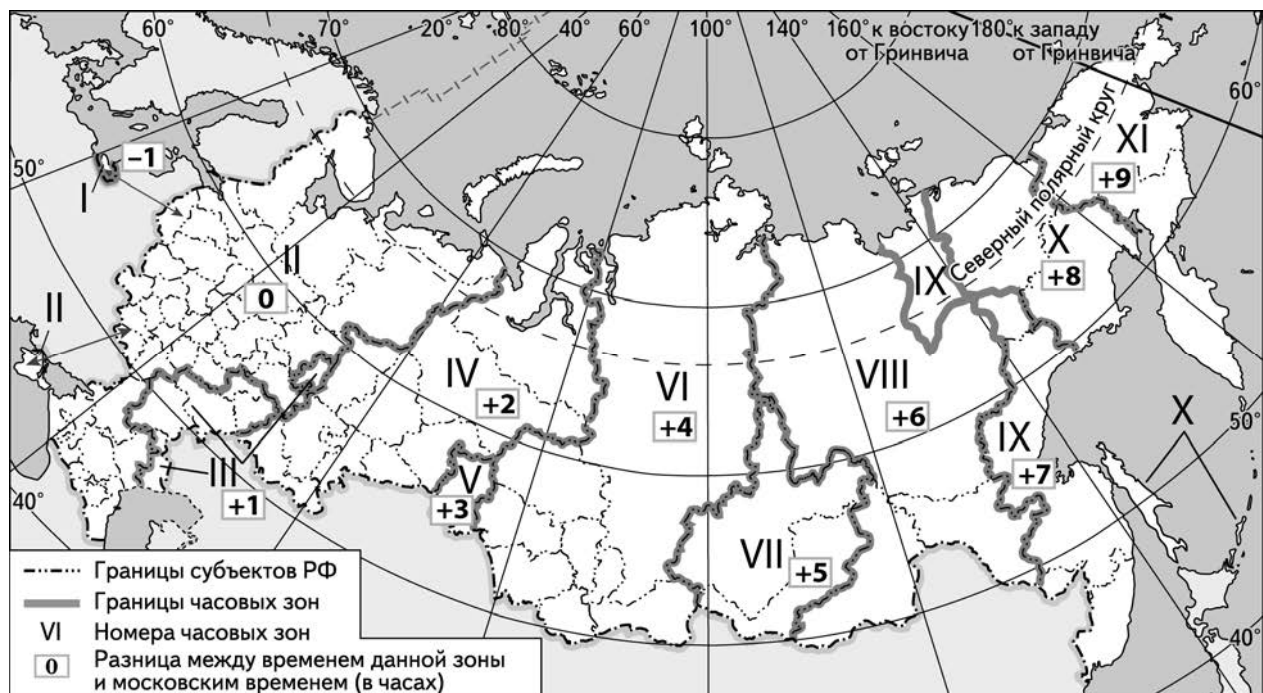 60°
70°
20°
40°
60°
80°
100°
140°
160° к востоку
от Гринвича
180° к западу
от Гринвича
60°
50°
–1
I
Северный полярный круг
XI
+9
II
0
IX
X
+8
II
IV
+2
VI
+4
VIII
+6
X
50°
IX
+7
III
+1
V
+3
VII
+5
40°
40°
Границы субъектов РФ
Границы часовых зон
VI Номера часовых зон
0 Разница между временем данной зоны
и московским временем (в часах)